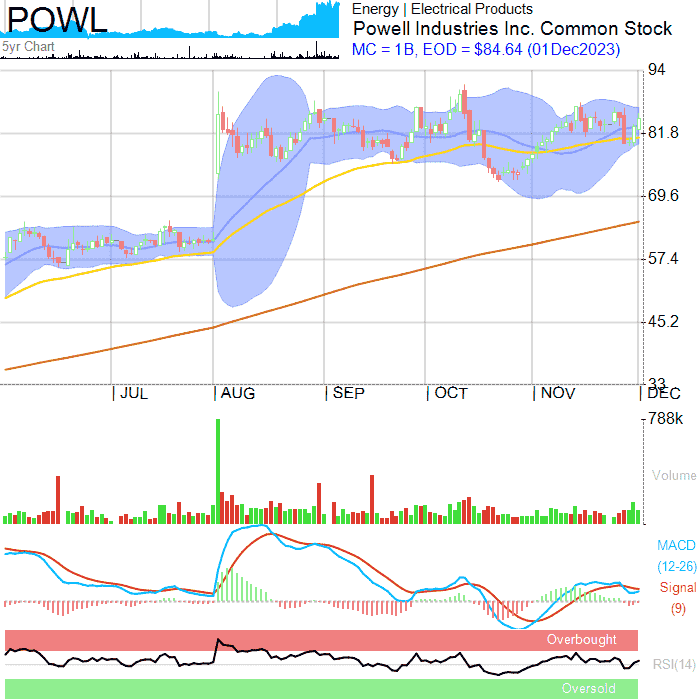 POWL
5yr Chart
Energy | Electrical Products
Powell Industries Inc. Common Stock
MC = 1B, EOD = $84.64 (01Dec2023)
94
81.8
69.6
57.4
45.2
33
JUL
AUG
SEP
OCT
NOV
DEC
788k
Volume
MACD
(12-26)
Signal
(9)
Overbought
RSI(14)
Oversold